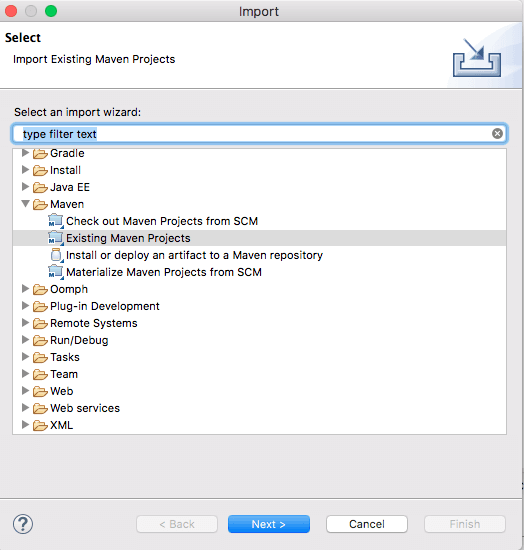 Import
Select
Import Existing Maven Projects
Select an import wizard:
type filter text
Gradle
Install
Java EE
Maven
Check out Maven Projects from SCM
Existing Maven Projects
Install or deploy an artifact to a Maven repository
Materialize Maven Projects from SCM
Oomph
Plug-in Development
Remote Systems
Run/Debug
Tasks
Team
Web
Web services
XML
? < Back Next > Cancel Finish